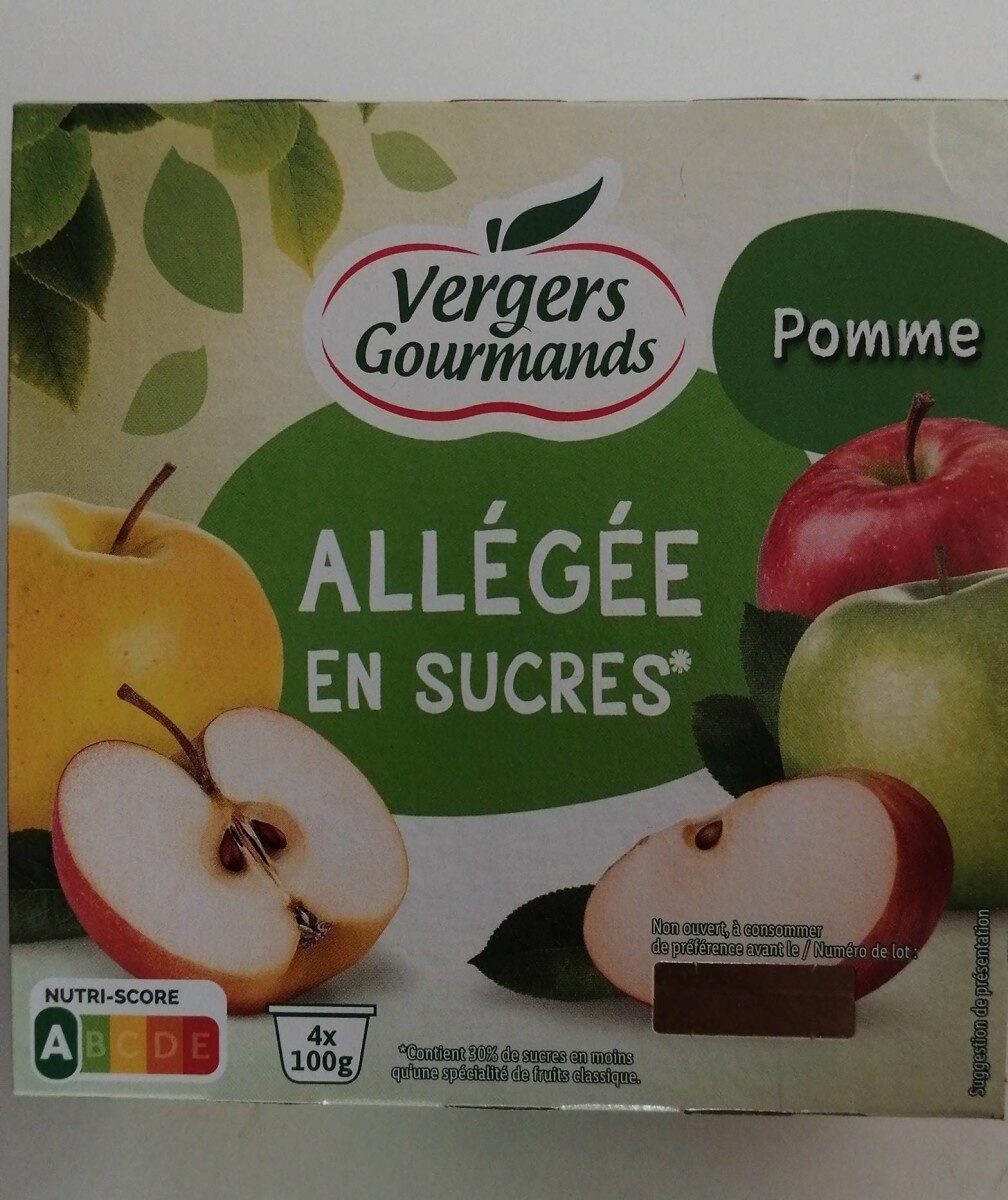 Vergers
Gourmands
Pomme
ALLÉGÉE
EN SUCRES*
Non ouvert, à consommer
de préférence avant le / Numéro de lot :
Suggestion de présentation
NUTRI-SCORE
A B C D E
4x
100g
*Contient 30% de sucres en moins
qu'une spécialité de fruits classique.